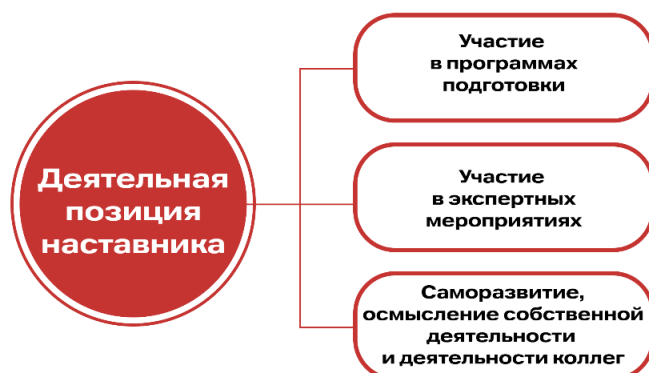 Деятельная
позиция
наставника
Участие
в программах
подготовки
Участие
в экспертных
мероприятиях
Саморазвитие,
осмысление собственной
деятельности
и деятельности коллег